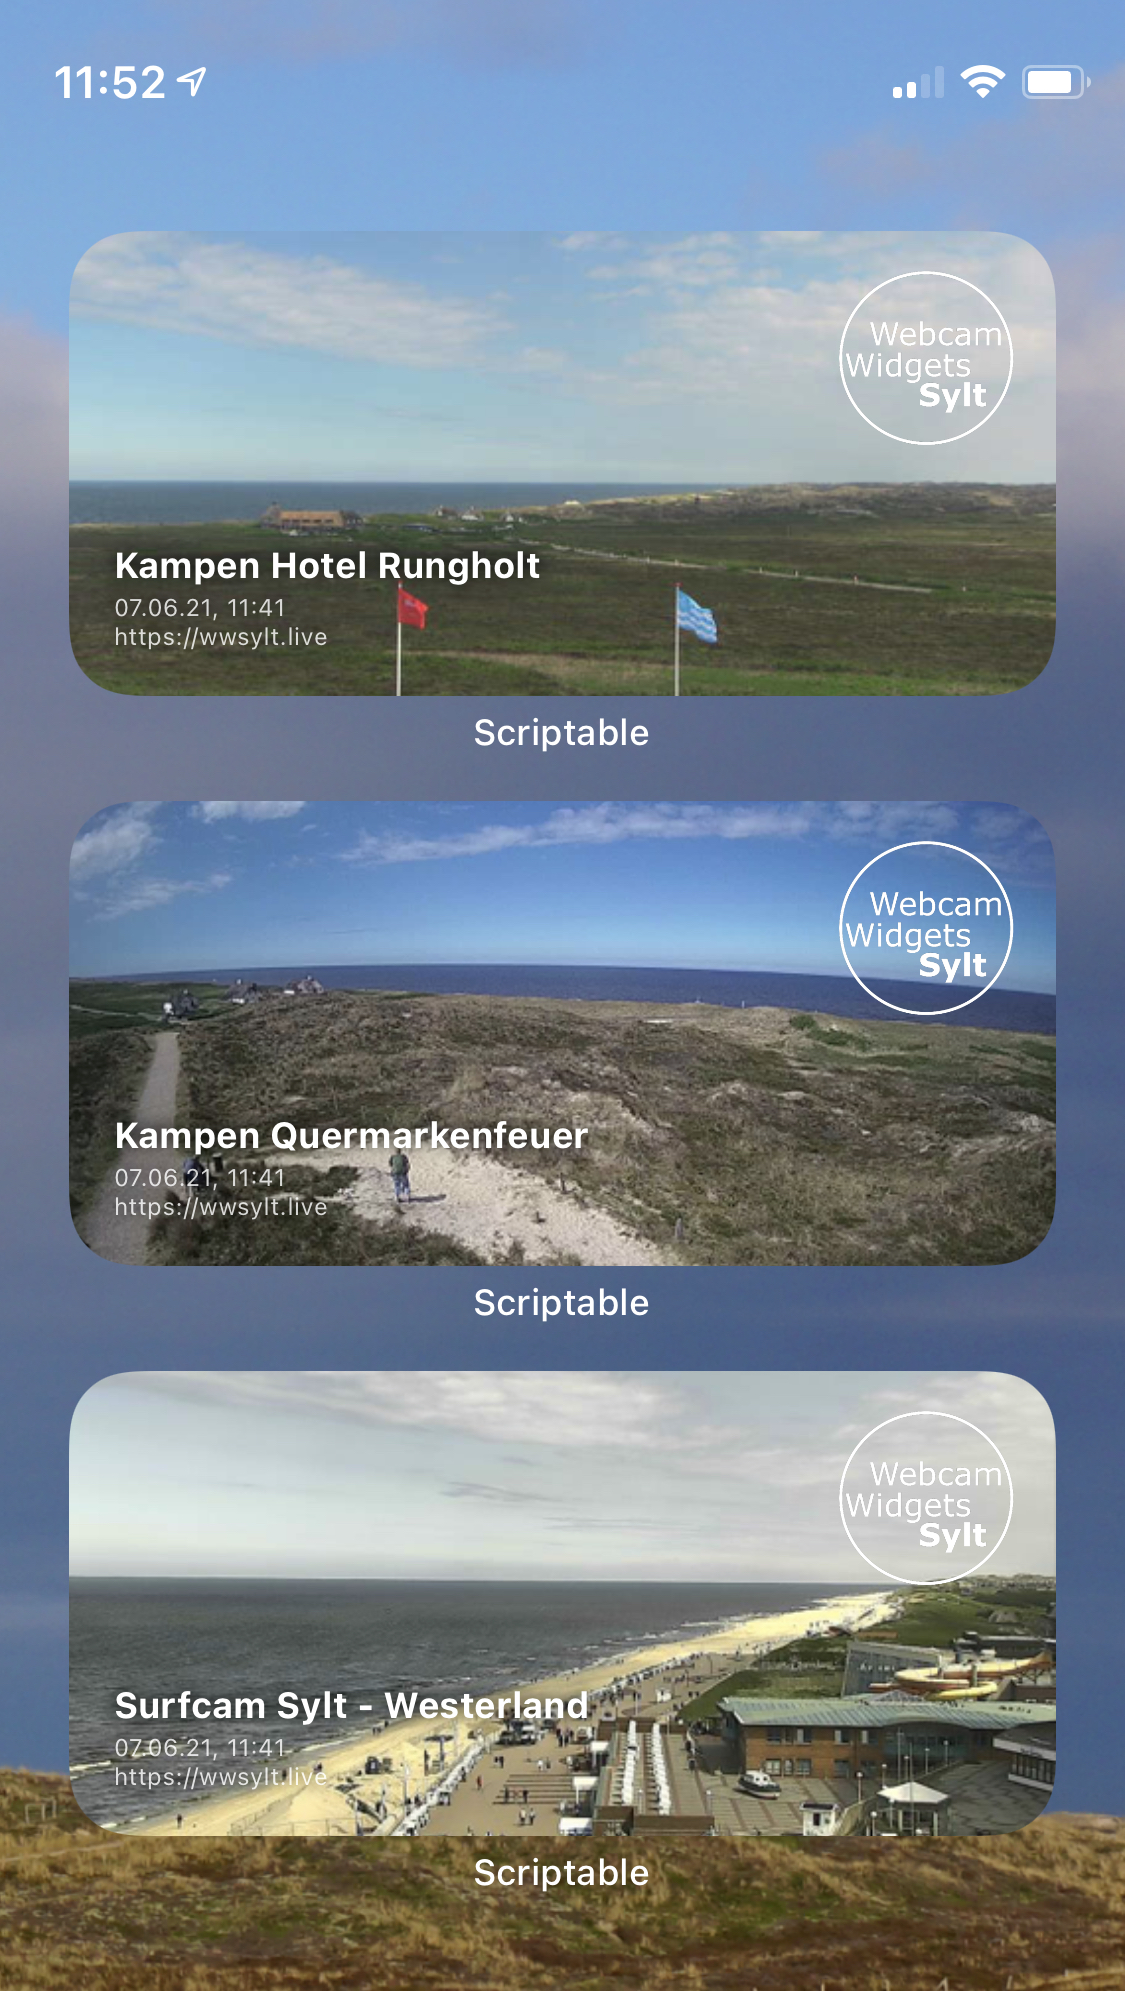 11:52
Webcam
Widgets
Sylt
Kampen Hotel Rungholt
07.06.21, 11:41
https://wwsylt.live
Scriptable
Webcam
Widgets
Sylt
Kampen Quermarkenfeuer
07.06.21, 11:41
https://wwsylt.live
Scriptable
Webcam
Widgets
Sylt
Surfcam Sylt - Westerland
07.06.21, 11:41
https://wwsylt.live
Scriptable